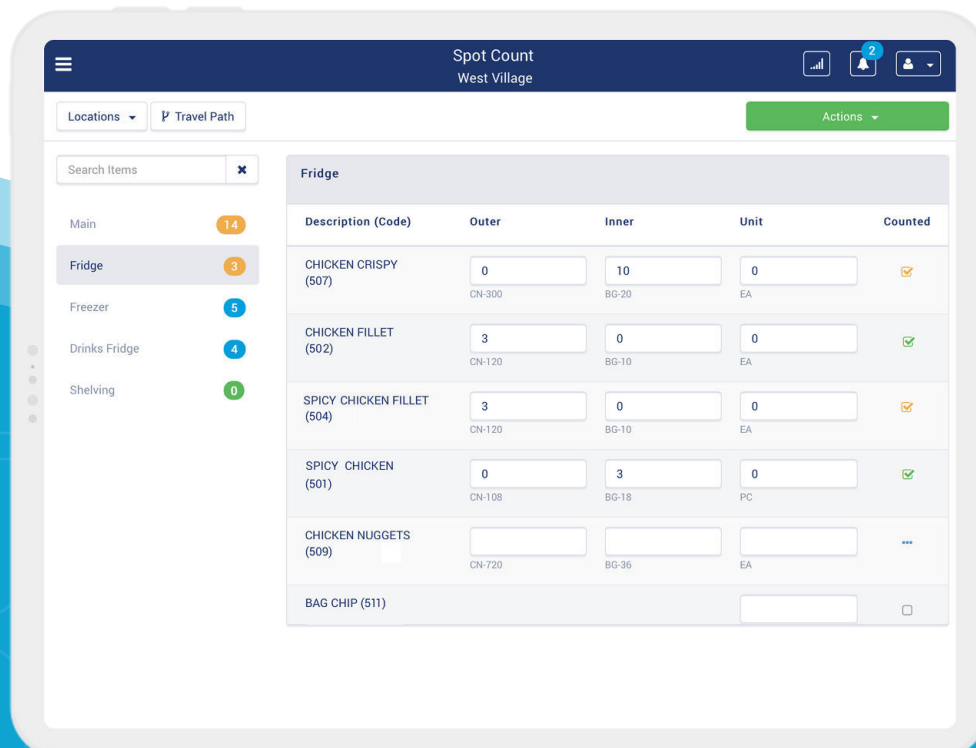 Spot Count
West Village
2
Locations
Travel Path
Actions
Search Items
Main 14
Fridge 3
Freezer 5
Drinks Fridge 4
Shelving 0
Fridge
Description (Code) Outer Inner Unit Counted
CHICKEN CRISPY
(507)
0 10 0
CN-300 BG-20 EA
CHICKEN FILLET
(502)
3 0 0
CN-120 BG-10 EA
SPICY CHICKEN FILLET
(504)
3 0 0
CN-120 BG-10 EA
SPICY CHICKEN
(501)
0 3 0
CN-108 BG-18 PC
CHICKEN NUGGETS
(509)
CN-720 BG-36 EA
BAG CHIP (511)